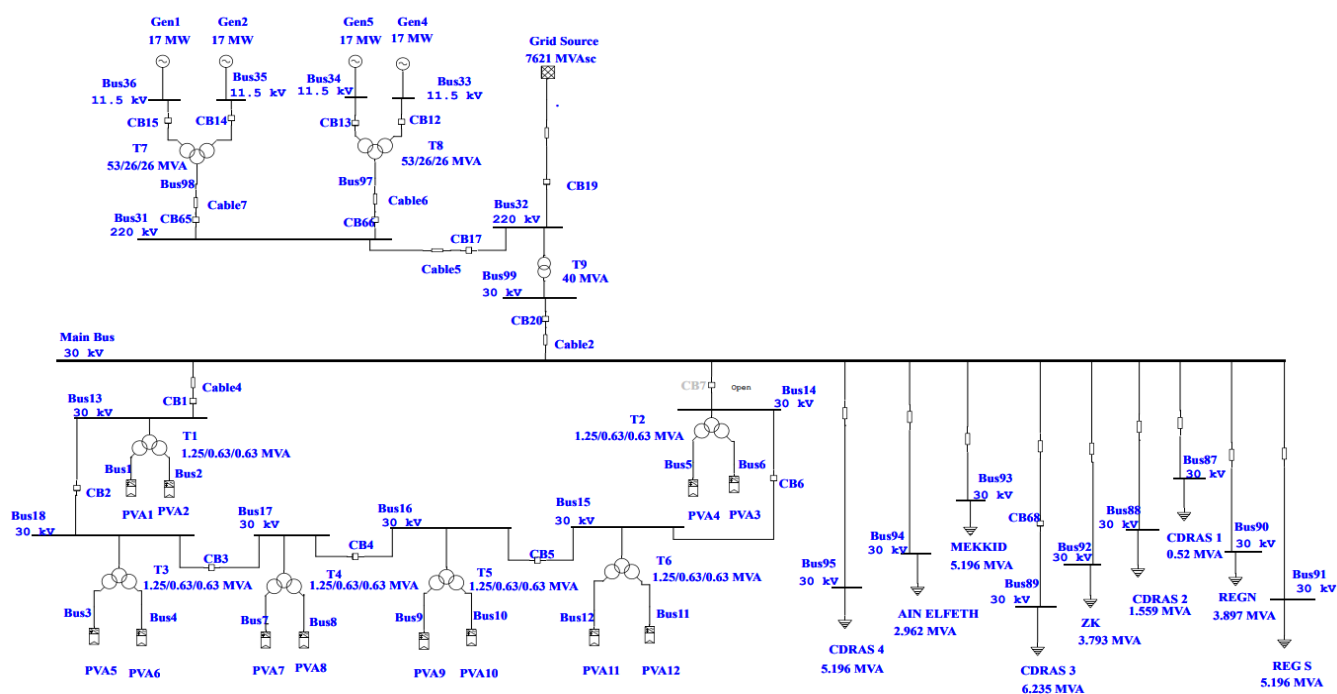 Gen1
17 MW
Gen2
17 MW
Gen5
17 MW
Gen4
17 MW
Grid Source
7621 MVAsc
Bus36
11.5 kV
Bus35
11.5 kV
Bus34
11.5 kV
Bus33
11.5 kV
CB15
CB14
CB13
CB12
T7
53/26/26 MVA
T8
53/26/26 MVA
Bus98
Bus97
CB19
Cable7
Cable6
Bus32
220 kV
Bus31
220 kV
CB65
CB66
CB17
Cable5
T9
40 MVA
Bus99
30 kV
CB20
Cable2
Main Bus
30 kV
Cable4
CB1
Bus13
30 kV
CB7
Open
Bus14
30 kV
T1
1.25/0.63/0.63 MVA
T2
1.25/0.63/0.63 MVA
Bus1
Bus2
Bus5
Bus6
CB2
PVA1
PVA2
PVA4
PVA3
CB6
Bus18
30 kV
Bus17
30 kV
Bus16
30 kV
Bus15
30 kV
CB3
CB4
CB5
T3
1.25/0.63/0.63 MVA
T4
1.25/0.63/0.63 MVA
T5
1.25/0.63/0.63 MVA
T6
1.25/0.63/0.63 MVA
Bus3
Bus4
Bus7
Bus8
Bus9
Bus10
Bus12
Bus11
PVA5
PVA6
PVA7
PVA8
PVA9
PVA10
PVA11
PVA12
Bus95
30 kV
CDRAS 4
5.196 MVA
Bus94
30 kV
AIN ELFETH
2.962 MVA
Bus93
30 kV
MEKKID
5.196 MVA
CB68
Bus89
30 kV
CDRAS 3
6.235 MVA
Bus92
30 kV
ZK
3.793 MVA
Bus88
30 kV
CDRAS 2
1.559 MVA
Bus87
30 kV
CDRAS 1
0.52 MVA
Bus90
30 kV
REGN
3.897 MVA
Bus91
30 kV
REG S
5.196 MVA